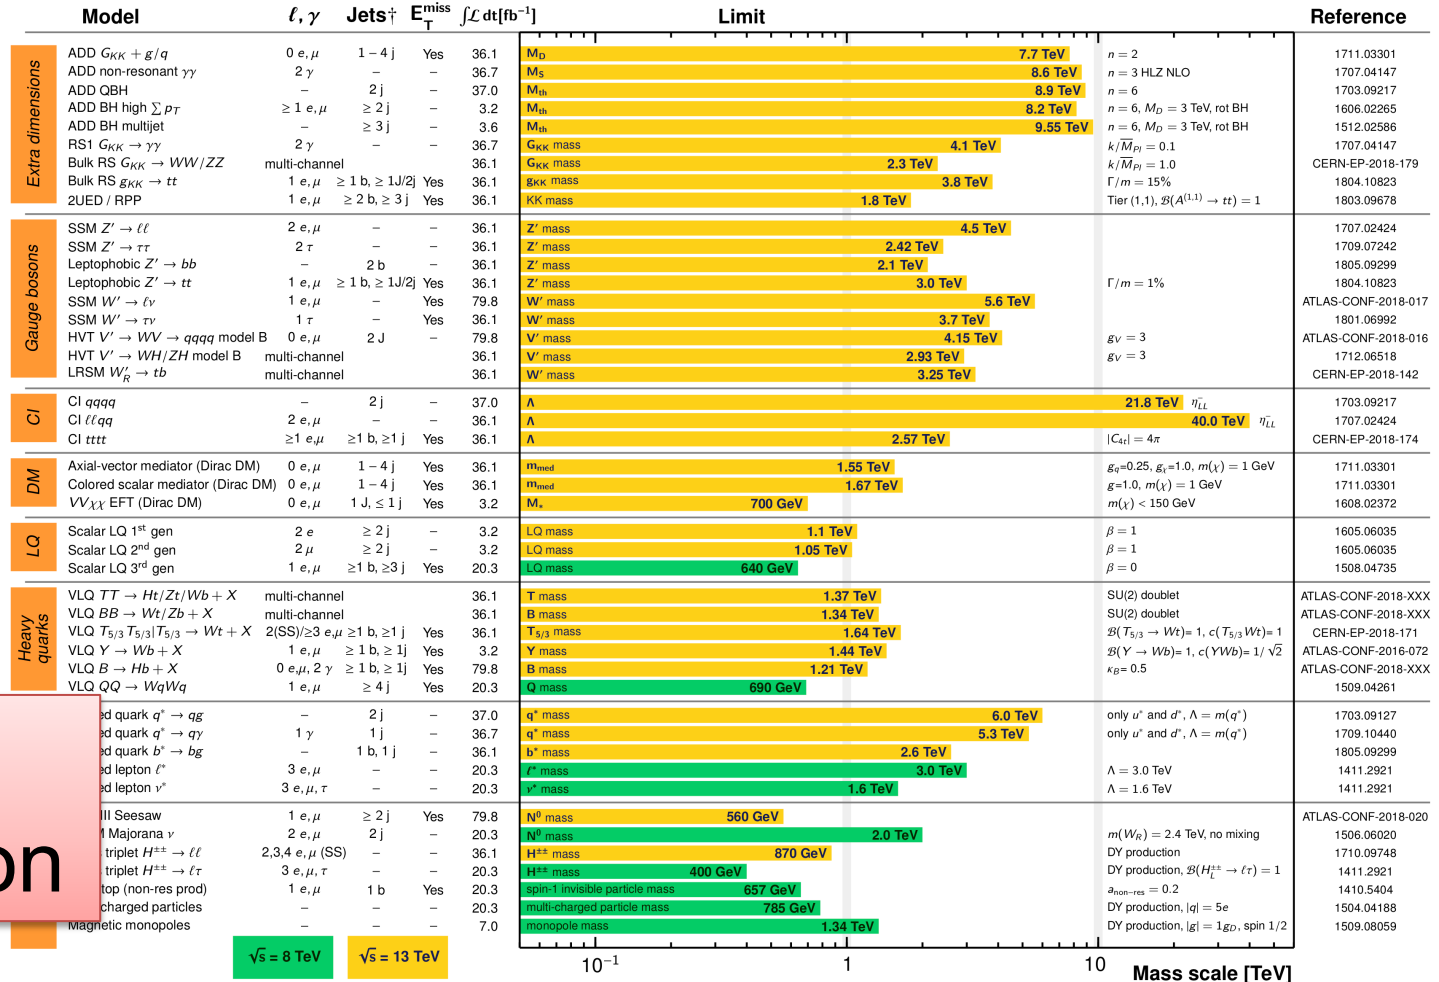 Model ℓ, γ Jets† E_T^miss ∫ℒ dt[fb⁻¹] Limit Reference
Extra dimensions
ADD G_KK + g/q 0 e, μ 1 − 4 j Yes 36.1 M_D 7.7 TeV n = 2 1711.03301
ADD non-resonant γγ 2 γ − − 36.7 M_S 8.6 TeV n = 3 HLZ NLO 1707.04147
ADD QBH − 2 j − 37.0 M_th 8.9 TeV n = 6 1703.09217
ADD BH high ∑ p_T ≥ 1 e, μ ≥ 2 j − 3.2 M_th 8.2 TeV n = 6, M_D = 3 TeV, rot BH 1606.02265
ADD BH multijet − ≥ 3 j − 3.6 M_th 9.55 TeV n = 6, M_D = 3 TeV, rot BH 1512.02586
RS1 G_KK → γγ 2 γ − − 36.7 G_KK mass 4.1 TeV k/M̅_Pl = 0.1 1707.04147
Bulk RS G_KK → WW/ZZ multi-channel 36.1 G_KK mass 2.3 TeV k/M̅_Pl = 1.0 CERN-EP-2018-179
Bulk RS g_KK → tt 1 e, μ ≥ 1 b, ≥ 1J/2j Yes 36.1 g_KK mass 3.8 TeV Γ/m = 15% 1804.10823
2UED / RPP 1 e, μ ≥ 2 b, ≥ 3 j Yes 36.1 KK mass 1.8 TeV Tier (1,1), ℬ(A^(1,1) → tt) = 1 1803.09678
Gauge bosons
SSM Z′ → ℓℓ 2 e, μ − − 36.1 Z′ mass 4.5 TeV 1707.02424
SSM Z′ → ττ 2 τ − − 36.1 Z′ mass 2.42 TeV 1709.07242
Leptophobic Z′ → bb − 2 b − 36.1 Z′ mass 2.1 TeV 1805.09299
Leptophobic Z′ → tt 1 e, μ ≥ 1 b, ≥ 1J/2j Yes 36.1 Z′ mass 3.0 TeV Γ/m = 1% 1804.10823
SSM W′ → ℓν 1 e, μ − Yes 79.8 W′ mass 5.6 TeV ATLAS-CONF-2018-017
SSM W′ → τν 1 τ − Yes 36.1 W′ mass 3.7 TeV 1801.06992
HVT V′ → WV → qqqq model B 0 e, μ 2 J − 79.8 V′ mass 4.15 TeV g_V = 3 ATLAS-CONF-2018-016
HVT V′ → WH/ZH model B multi-channel 36.1 V′ mass 2.93 TeV g_V = 3 1712.06518
LRSM W′_R → tb multi-channel 36.1 W′ mass 3.25 TeV CERN-EP-2018-142
CI
CI qqqq − 2 j − 37.0 Λ 21.8 TeV η⁻_LL 1703.09217
CI ℓℓqq 2 e, μ − − 36.1 Λ 40.0 TeV η⁻_LL 1707.02424
CI tttt ≥1 e,μ ≥1 b, ≥1 j Yes 36.1 Λ 2.57 TeV |C_4t| = 4π CERN-EP-2018-174
DM
Axial-vector mediator (Dirac DM) 0 e, μ 1 − 4 j Yes 36.1 m_med 1.55 TeV g_q=0.25, g_χ=1.0, m(χ) = 1 GeV 1711.03301
Colored scalar mediator (Dirac DM) 0 e, μ 1 − 4 j Yes 36.1 m_med 1.67 TeV g=1.0, m(χ) = 1 GeV 1711.03301
VVχχ EFT (Dirac DM) 0 e, μ 1 J, ≤ 1 j Yes 3.2 M_* 700 GeV m(χ) < 150 GeV 1608.02372
LQ
Scalar LQ 1st gen 2 e ≥ 2 j − 3.2 LQ mass 1.1 TeV β = 1 1605.06035
Scalar LQ 2nd gen 2 μ ≥ 2 j − 3.2 LQ mass 1.05 TeV β = 1 1605.06035
Scalar LQ 3rd gen 1 e, μ ≥1 b, ≥3 j Yes 20.3 LQ mass 640 GeV β = 0 1508.04735
Heavy quarks
VLQ TT → Ht/Zt/Wb + X multi-channel 36.1 T mass 1.37 TeV SU(2) doublet ATLAS-CONF-2018-XXX
VLQ BB → Wt/Zb + X multi-channel 36.1 B mass 1.34 TeV SU(2) doublet ATLAS-CONF-2018-XXX
VLQ T_5/3 T_5/3|T_5/3 → Wt + X 2(SS)/≥3 e,μ ≥1 b, ≥1 j Yes 36.1 T_5/3 mass 1.64 TeV ℬ(T_5/3 → Wt)= 1, c(T_5/3 Wt)= 1 CERN-EP-2018-171
VLQ Y → Wb + X 1 e, μ ≥ 1 b, ≥ 1j Yes 3.2 Y mass 1.44 TeV ℬ(Y → Wb)= 1, c(YWb)= 1/√2 ATLAS-CONF-2016-072
VLQ B → Hb + X 0 e,μ, 2 γ ≥ 1 b, ≥ 1j Yes 79.8 B mass 1.21 TeV κ_B= 0.5 ATLAS-CONF-2018-XXX
VLQ QQ → WqWq 1 e, μ ≥ 4 j Yes 20.3 Q mass 690 GeV 1509.04261
ed quark q* → qg − 2 j − 37.0 q* mass 6.0 TeV only u* and d*, Λ = m(q*) 1703.09127
ed quark q* → qγ 1 γ 1 j − 36.7 q* mass 5.3 TeV only u* and d*, Λ = m(q*) 1709.10440
ed quark b* → bg − 1 b, 1 j − 36.1 b* mass 2.6 TeV 1805.09299
ed lepton ℓ* 3 e, μ − − 20.3 ℓ* mass 3.0 TeV Λ = 3.0 TeV 1411.2921
ed lepton ν* 3 e, μ, τ − − 20.3 ν* mass 1.6 TeV Λ = 1.6 TeV 1411.2921
III Seesaw 1 e, μ ≥ 2 j Yes 79.8 N⁰ mass 560 GeV ATLAS-CONF-2018-020
Majorana ν 2 e, μ 2 j − 20.3 N⁰ mass 2.0 TeV m(W_R) = 2.4 TeV, no mixing 1506.06020
triplet H^±± → ℓℓ 2,3,4 e, μ (SS) − − 36.1 H^±± mass 870 GeV DY production 1710.09748
triplet H^±± → ℓτ 3 e, μ, τ − − 20.3 H^±± mass 400 GeV DY production, ℬ(H_L^±± → ℓτ) = 1 1411.2921
top (non-res prod) 1 e, μ 1 b Yes 20.3 spin-1 invisible particle mass 657 GeV a_non−res = 0.2 1410.5404
charged particles − − − 20.3 multi-charged particle mass 785 GeV DY production, |q| = 5e 1504.04188
Magnetic monopoles − − − 7.0 monopole mass 1.34 TeV DY production, |g| = 1g_D, spin 1/2 1509.08059
on
√s = 8 TeV √s = 13 TeV
10⁻¹ 1 10
Mass scale [TeV]